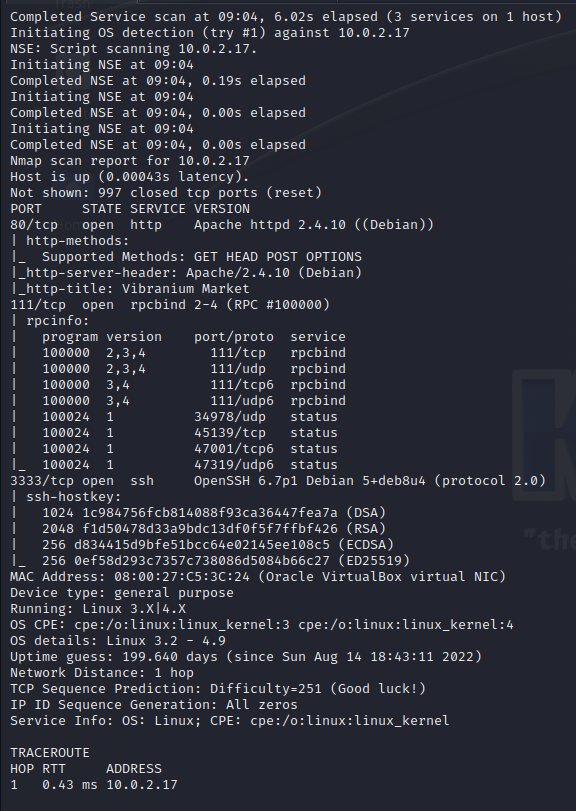 Completed Service scan at 09:04, 6.02s elapsed (3 services on 1 host)
Initiating OS detection (try #1) against 10.0.2.17
NSE: Script scanning 10.0.2.17.
Initiating NSE at 09:04
Completed NSE at 09:04, 0.19s elapsed
Initiating NSE at 09:04
Completed NSE at 09:04, 0.00s elapsed
Initiating NSE at 09:04
Completed NSE at 09:04, 0.00s elapsed
Nmap scan report for 10.0.2.17
Host is up (0.00043s latency).
Not shown: 997 closed tcp ports (reset)
PORT     STATE SERVICE VERSION
80/tcp   open  http    Apache httpd 2.4.10 ((Debian))
| http-methods:
|_  Supported Methods: GET HEAD POST OPTIONS
|_http-server-header: Apache/2.4.10 (Debian)
|_http-title: Vibranium Market
111/tcp  open  rpcbind 2-4 (RPC #100000)
| rpcinfo:
|   program version    port/proto  service
|   100000  2,3,4        111/tcp   rpcbind
|   100000  2,3,4        111/udp   rpcbind
|   100000  3,4          111/tcp6  rpcbind
|   100000  3,4          111/udp6  rpcbind
|   100024  1          34978/udp   status
|   100024  1          45139/tcp   status
|   100024  1          47001/tcp6  status
|_  100024  1          47319/udp6  status
3333/tcp open  ssh     OpenSSH 6.7p1 Debian 5+deb8u4 (protocol 2.0)
| ssh-hostkey:
|   1024 1c984756fcb814088f93ca36447fea7a (DSA)
|   2048 f1d50478d33a9bdc13df0f5f7ffbf426 (RSA)
|   256 d834415d9bfe51bcc64e02145ee108c5 (ECDSA)
|_  256 0ef58d293c7357c738086d5084b66c27 (ED25519)
MAC Address: 08:00:27:C5:3C:24 (Oracle VirtualBox virtual NIC)
Device type: general purpose
Running: Linux 3.X|4.X
OS CPE: cpe:/o:linux:linux_kernel:3 cpe:/o:linux:linux_kernel:4
OS details: Linux 3.2 - 4.9
Uptime guess: 199.640 days (since Sun Aug 14 18:43:11 2022)
Network Distance: 1 hop
TCP Sequence Prediction: Difficulty=251 (Good luck!)
IP ID Sequence Generation: All zeros
Service Info: OS: Linux; CPE: cpe:/o:linux:linux_kernel

TRACEROUTE
HOP RTT     ADDRESS
1   0.43 ms 10.0.2.17
"the